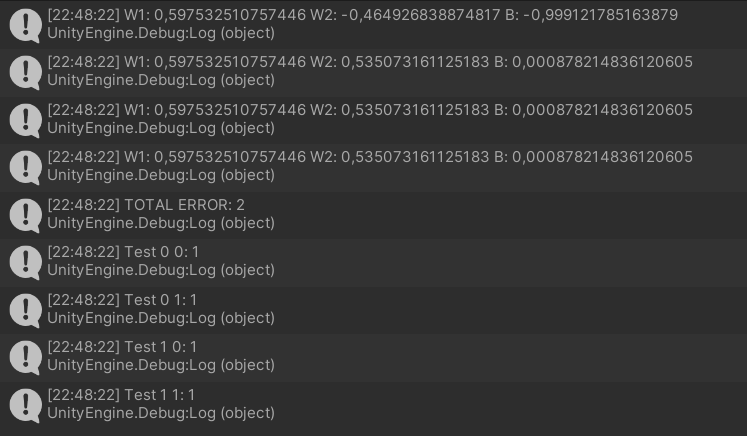 [22:48:22] W1: 0,597532510757446 W2: -0,464926838874817 B: -0,999121785163879
UnityEngine.Debug:Log (object)
[22:48:22] W1: 0,597532510757446 W2: 0,535073161125183 B: 0,000878214836120605
UnityEngine.Debug:Log (object)
[22:48:22] W1: 0,597532510757446 W2: 0,535073161125183 B: 0,000878214836120605
UnityEngine.Debug:Log (object)
[22:48:22] W1: 0,597532510757446 W2: 0,535073161125183 B: 0,000878214836120605
UnityEngine.Debug:Log (object)
[22:48:22] TOTAL ERROR: 2
UnityEngine.Debug:Log (object)
[22:48:22] Test 0 0: 1
UnityEngine.Debug:Log (object)
[22:48:22] Test 0 1: 1
UnityEngine.Debug:Log (object)
[22:48:22] Test 1 0: 1
UnityEngine.Debug:Log (object)
[22:48:22] Test 1 1: 1
UnityEngine.Debug:Log (object)